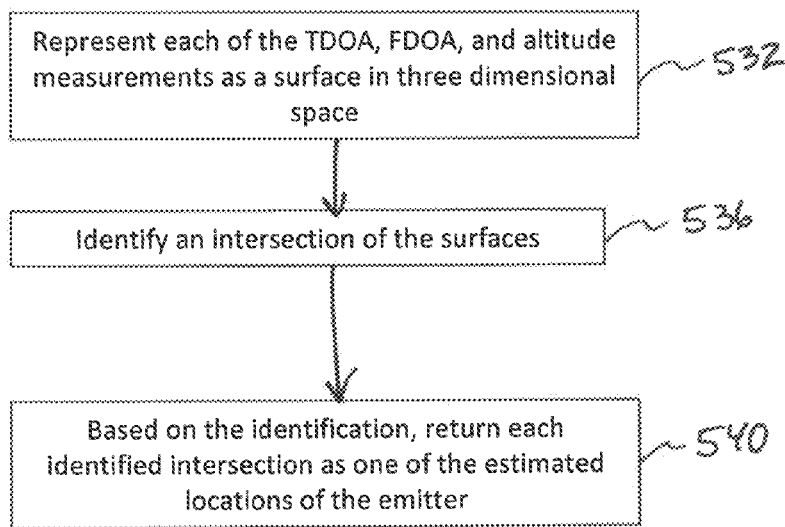 Represent each of the TDOA, FDOA, and altitude
measurements as a surface in three dimensional
space
532
Identify an intersection of the surfaces
536
Based on the identification, return each
identified intersection as one of the estimated
locations of the emitter
540